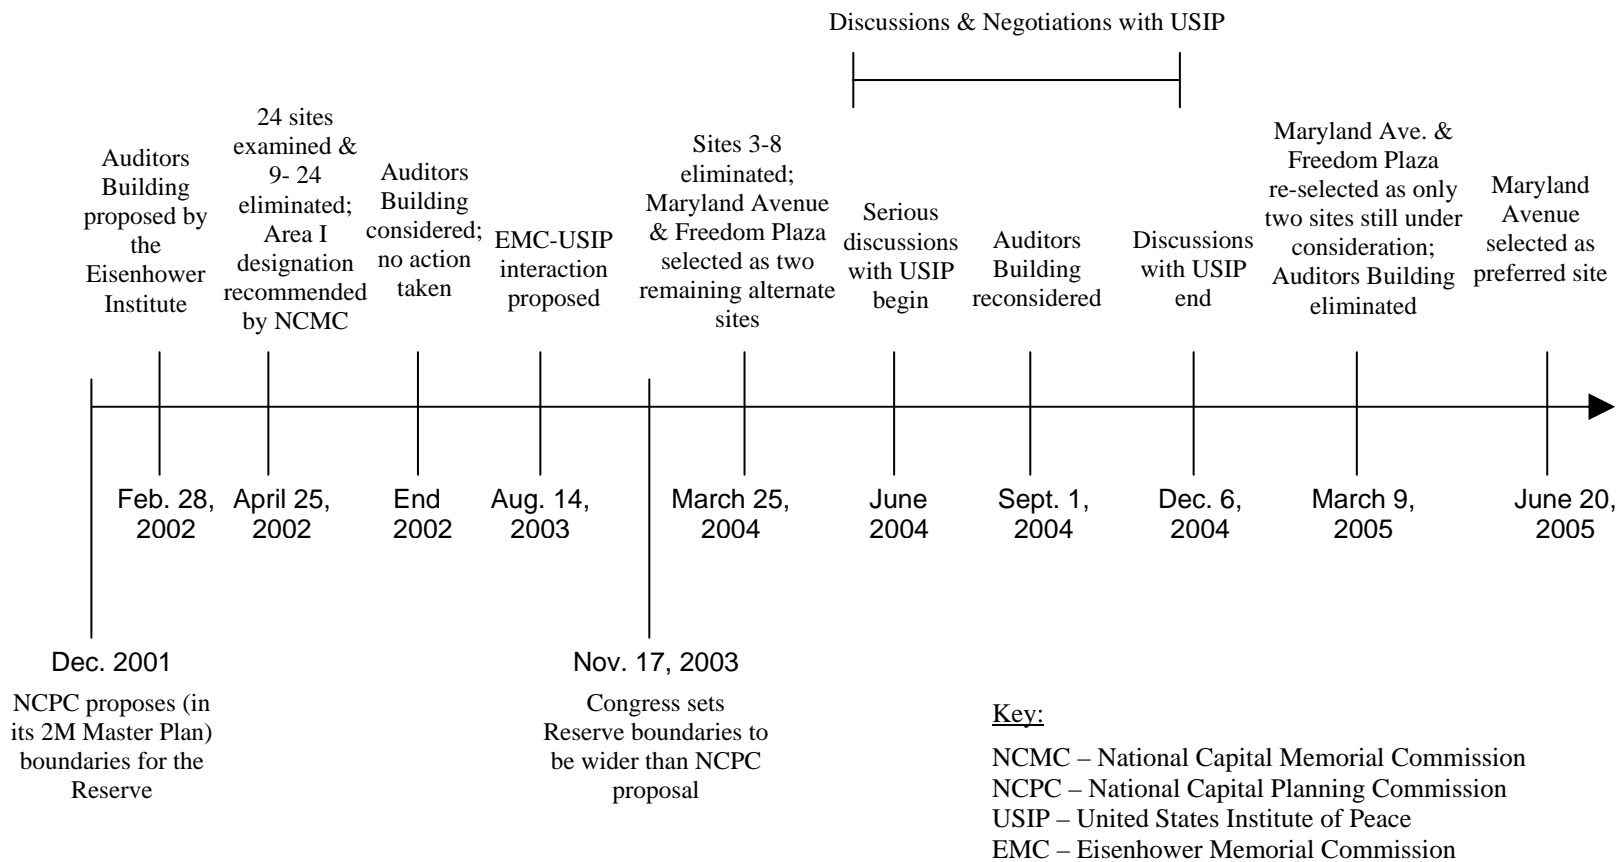 Discussions & Negotiations with USIP
Auditors
Building
proposed by
the
Eisenhower
Institute
24 sites
examined &
9- 24
eliminated;
Area I
designation
recommended
by NCMC
Auditors
Building
considered;
no action
taken
EMC-USIP
interaction
proposed
Sites 3-8
eliminated;
Maryland Avenue
& Freedom Plaza
selected as two
remaining alternate
sites
Serious
discussions
with USIP
begin
Auditors
Building
reconsidered
Discussions
with USIP
end
Maryland Ave. &
Freedom Plaza
re-selected as only
two sites still under
consideration;
Auditors Building
eliminated
Maryland
Avenue
selected as
preferred site
Feb. 28,
2002
April 25,
2002
End
2002
Aug. 14,
2003
March 25,
2004
June
2004
Sept. 1,
2004
Dec. 6,
2004
March 9,
2005
June 20,
2005
Dec. 2001
NCPC proposes (in
its 2M Master Plan)
boundaries for the
Reserve
Nov. 17, 2003
Congress sets
Reserve boundaries to
be wider than NCPC
proposal
Key:
NCMC – National Capital Memorial Commission
NCPC – National Capital Planning Commission
USIP – United States Institute of Peace
EMC – Eisenhower Memorial Commission